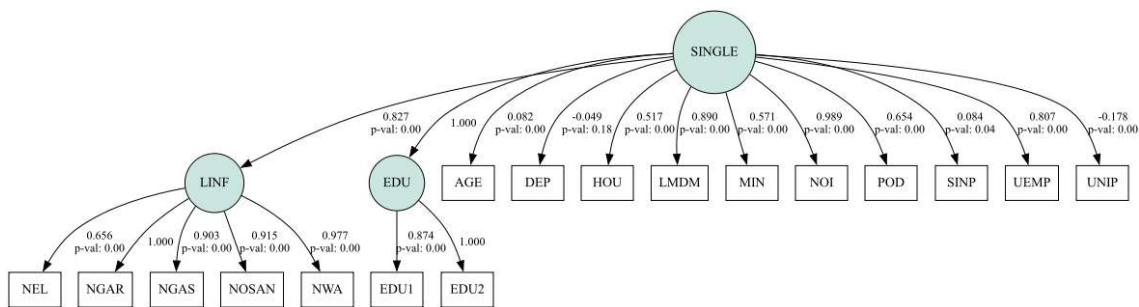 SINGLE
0.827
p-val: 0.00
1.000
0.082
p-val: 0.00
-0.049
p-val: 0.18
0.517
p-val: 0.00
0.890
p-val: 0.00
0.571
p-val: 0.00
0.989
p-val: 0.00
0.654
p-val: 0.00
0.084
p-val: 0.04
0.807
p-val: 0.00
-0.178
p-val: 0.00
LINF
EDU
AGE
DEP
HOU
LMDM
MIN
NOI
POD
SINP
UEMP
UNIP
0.656
p-val: 0.00
1.000
0.903
p-val: 0.00
0.915
p-val: 0.00
0.977
p-val: 0.00
0.874
p-val: 0.00
1.000
NEL
NGAR
NGAS
NOSAN
NWA
EDU1
EDU2